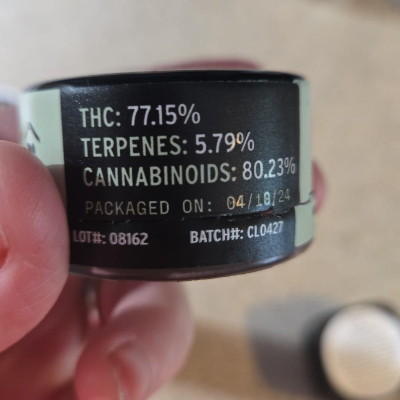 THC: 77.15%
TERPENES: 5.79%
CANNABINOIDS: 80.23%
PACKAGED ON: 04/10/24
LOT#: 08162 BATCH#: CL0427